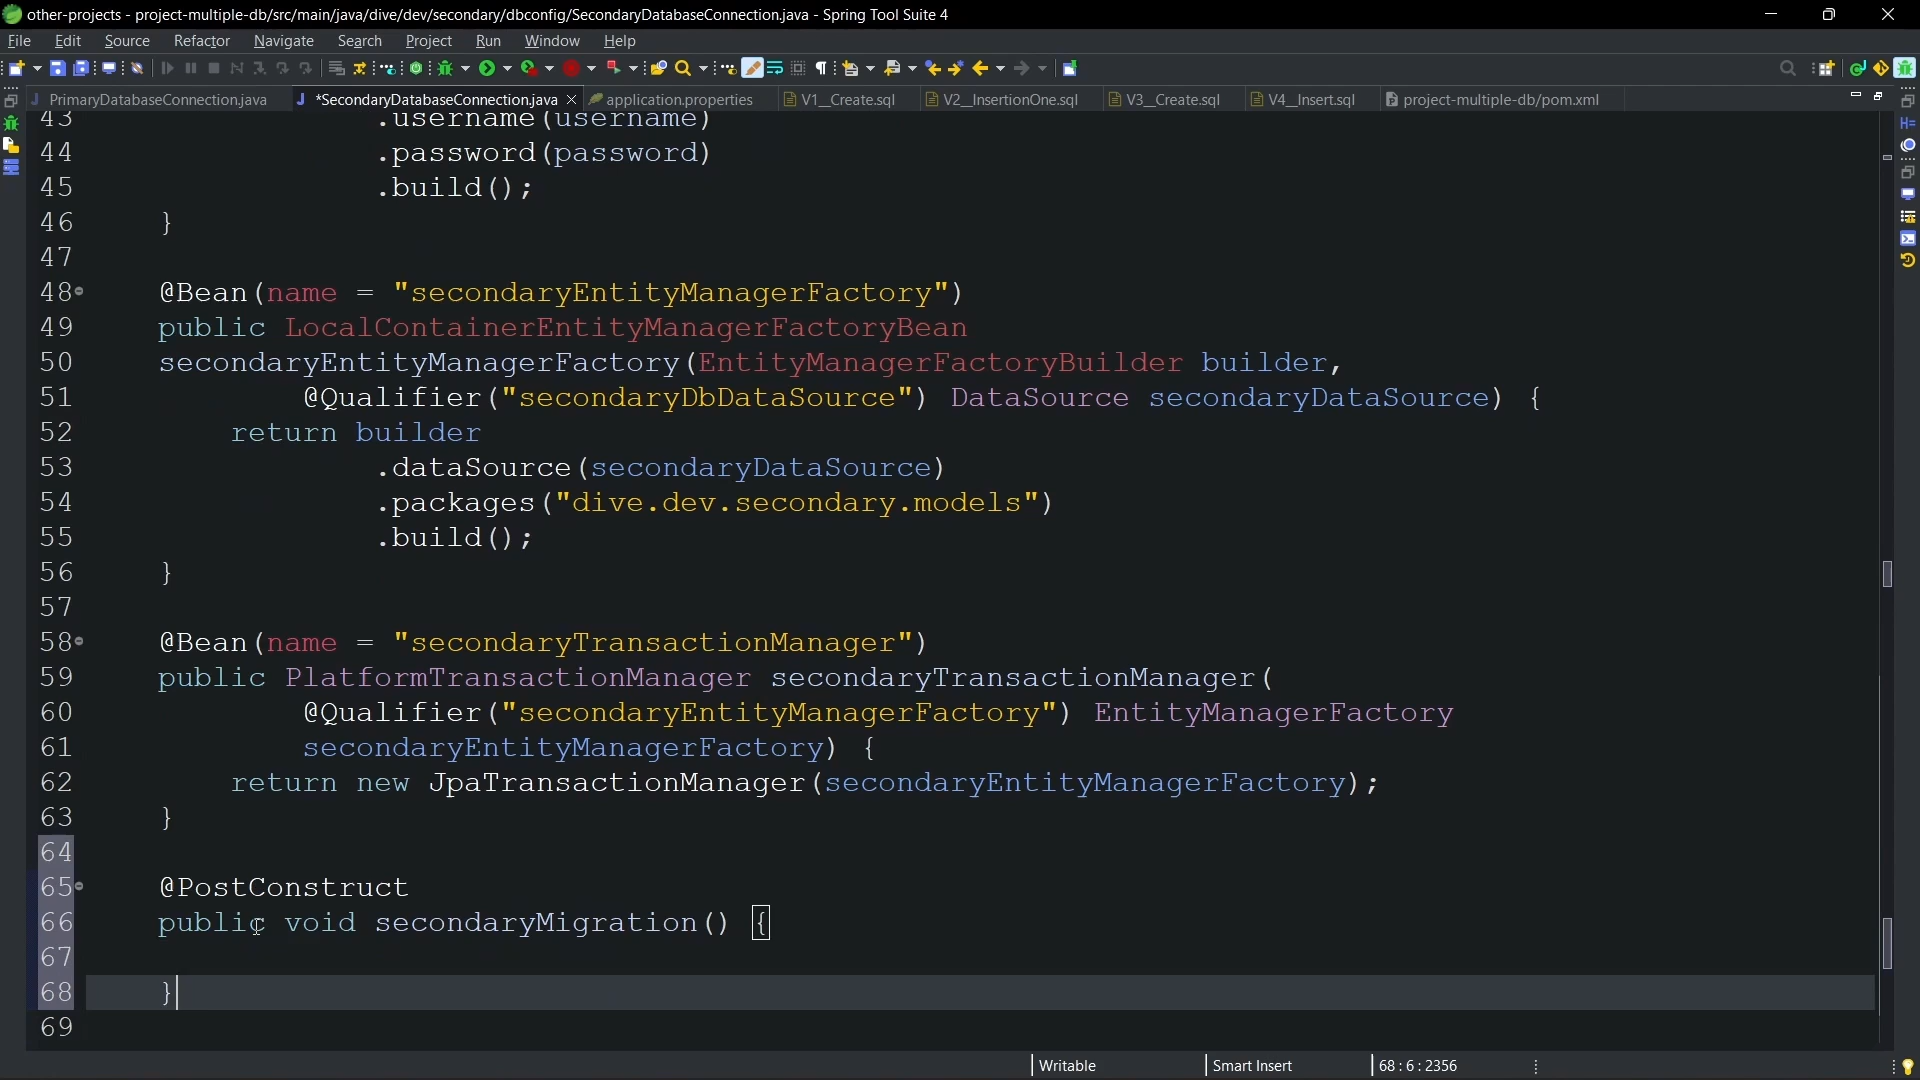 other-projects - project-multiple-db/src/main/java/dive/dev/secondary/dbconfig/SecondaryDatabaseConnection.java - Spring Tool Suite 4
File Edit Source Refactor Navigate Search Project Run Window Help
PrimaryDatabaseConnection.java *SecondaryDatabaseConnection.java application.properties V1__Create.sql V2__InsertionOne.sql V3__Create.sql V4__Insert.sql project-multiple-db/pom.xml
43 .username(username)
44 .password(password)
45 .build();
46 }
47
48 @Bean(name = "secondaryEntityManagerFactory")
49 public LocalContainerEntityManagerFactoryBean
50 secondaryEntityManagerFactory(EntityManagerFactoryBuilder builder,
51 @Qualifier("secondaryDbDataSource") DataSource secondaryDataSource) {
52 return builder
53 .dataSource(secondaryDataSource)
54 .packages("dive.dev.secondary.models")
55 .build();
56 }
57
58 @Bean(name = "secondaryTransactionManager")
59 public PlatformTransactionManager secondaryTransactionManager(
60 @Qualifier("secondaryEntityManagerFactory") EntityManagerFactory
61 secondaryEntityManagerFactory) {
62 return new JpaTransactionManager(secondaryEntityManagerFactory);
63 }
64
65 @PostConstruct
66 public void secondaryMigration() {
67
68 }
69
Writable Smart Insert 68 : 6 : 2356